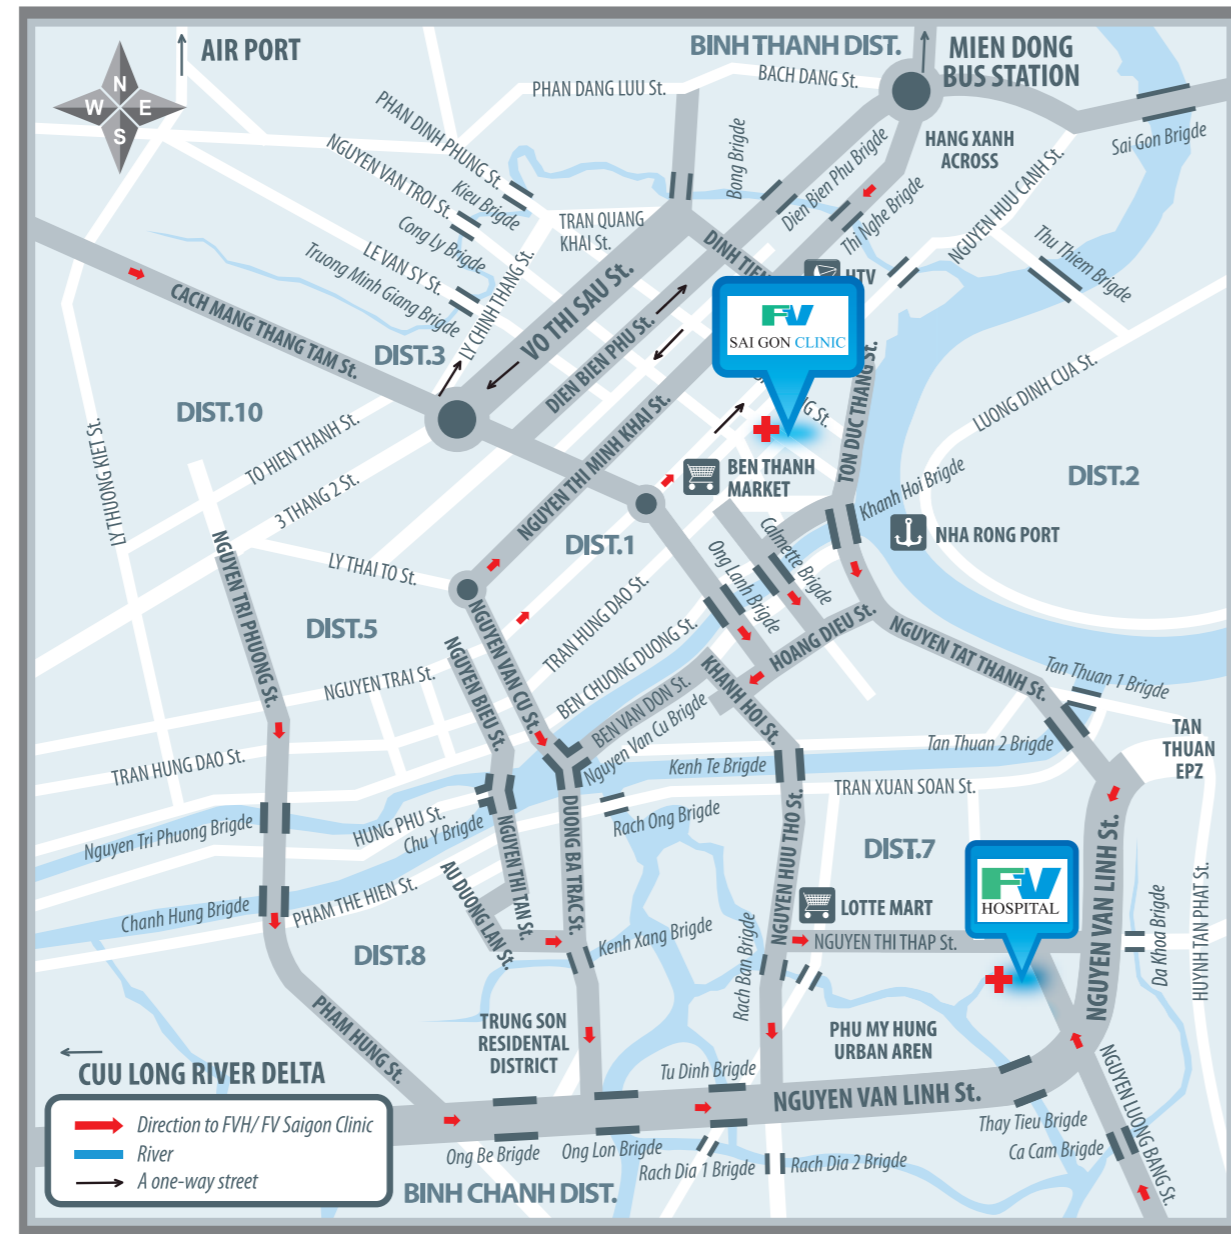 AIR PORT
BINH THANH DIST.
MIEN DONG
BUS STATION
N
W E
S
PHAN DANG LUU St.
BACH DANG St.
PHAN DINH PHUNG St.
Kieu Brigde
NGUYEN VAN TROI St.
Cong Ly Brigde
LE VAN SY St.
Truong Minh Giang Brigde
TRAN QUANG
KHAI St.
LY CHINH THANG St.
Bong Brigde
Dien Bien Phu Brigde
HANG XANH
ACROSS
Thi Nghe Brigde
Sai Gon Brigde
NGUYEN HUU CANH St.
Thu Thiem Brigde
DINH TIEN
HTV
CACH MANG THANG TAM St.
VO THI SAU St.
DIEN BIEN PHU St.
FV
SAI GON CLINIC
DIST.3
DIST.10
NGUYEN THI MINH KHAI St.
NG St.
TON DUC THANG St.
LUONG DINH CUA St.
TO HIEN THANH St.
3 THANG 2 St.
LY THUONG KIET St.
BEN THANH
MARKET
DIST.2
Khanh Hoi Brigde
NHA RONG PORT
DIST.1
Calmette Brigde
Ong Lanh Brigde
LY THAI TO St.
NGUYEN TRI PHUONG St.
DIST.5
NGUYEN VAN CU St.
NGUYEN BIEU St.
TRAN HUNG DAO St.
HOANG DIEU St.
NGUYEN TAT THANH St.
NGUYEN TRAI St.
BEN CHUONG DUONG St.
BEN VAN DON St.
KHANH HOI St.
Nguyen Van Cu Brigde
Tan Thuan 1 Brigde
Tan Thuan 2 Brigde
TAN
THUAN
EPZ
TRAN HUNG DAO St.
Kenh Te Brigde
TRAN XUAN SOAN St.
Nguyen Tri Phuong Brigde
HUNG PHU St.
Chu Y Brigde
NGUYEN THI TAN St.
DUONG BA TRAC St.
Rach Ong Brigde
NGUYEN HUU THO St.
DIST.7
NGUYEN VAN LINH St.
FV
HOSPITAL
Chanh Hung Brigde
PHAM THE HIEN St.
AU DUONG LAN St.
LOTTE MART
NGUYEN THI THAP St.
Da Khoa Brigde
HUYNH TAN PHAT St.
DIST.8
Kenh Xang Brigde
Rach Ban Brigde
PHAM HUNG St.
TRUNG SON
RESIDENTAL
DISTRICT
PHU MY HUNG
URBAN AREN
Tu Dinh Brigde
NGUYEN VAN LINH St.
NGUYEN LUONG BANG St.
CUU LONG RIVER DELTA
Direction to FVH/ FV Saigon Clinic
River
A one-way street
Ong Be Brigde
Ong Lon Brigde
Rach Dia 1 Brigde
Rach Dia 2 Brigde
Thay Tieu Brigde
Ca Cam Brigde
BINH CHANH DIST.